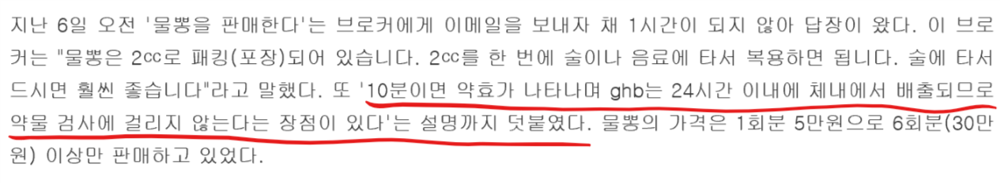 지난 6일 오전 '물뽕을 판매한다'는 브로커에게 이메일을 보내자 채 1시간이 되지 않아 답장이 왔다. 이 브로
커는 "물뽕은 2cc로 패킹(포장)되어 있습니다. 2cc를 한 번에 술이나 음료에 타서 복용하면 됩니다. 술에 타서
드시면 훨씬 좋습니다"라고 말했다. 또 '10분이면 약효가 나타나며 ghb는 24시간 이내에 체내에서 배출되므로
약물 검사에 걸리지 않는다는 장점이 있다'는 설명까지 덧붙였다. 물뽕의 가격은 1회분 5만원으로 6회분(30만
원) 이상만 판매하고 있었다.